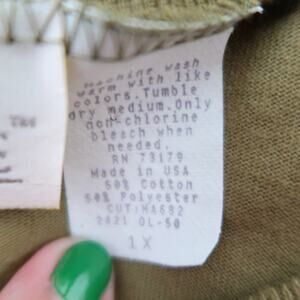 Machine wash
warm with like
colors.Tumble
dry medium.Only
non-chlorine
bleach when
needed.
RN 73179
Made in USA
50% Cotton
50% Polyester
CUT:MA682
2421 OL-50
1X